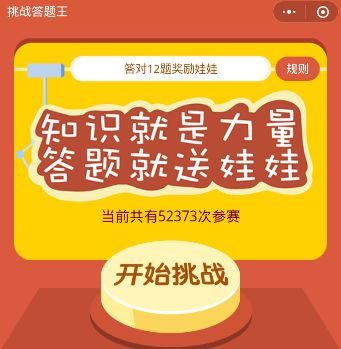 挑战答题王
答对12题奖励娃娃
规则
知识就是力量
答题就送娃娃
当前共有52373次参赛
开始挑战